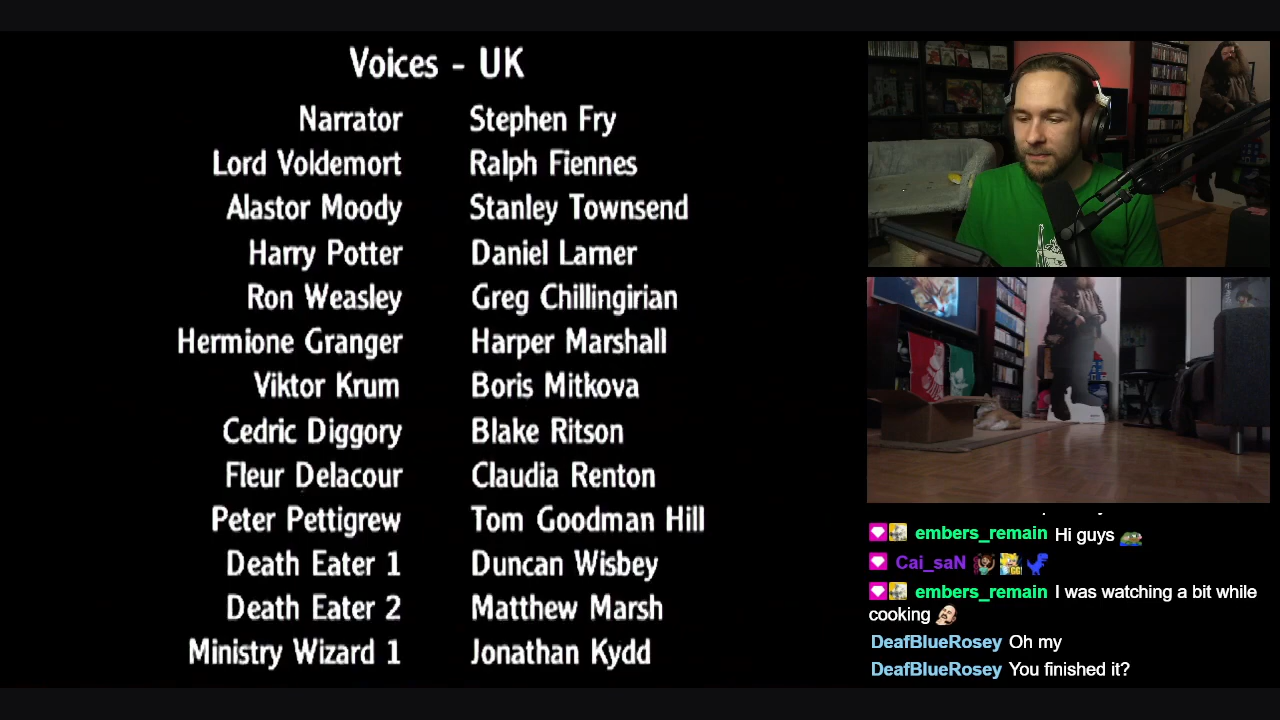 Voices - UK
Narrator Stephen Fry
Lord Voldemort Ralph Fiennes
Alastor Moody Stanley Townsend
Harry Potter Daniel Larner
Ron Weasley Greg Chillingirian
Hermione Granger Harper Marshall
Viktor Krum Boris Mitkova
Cedric Diggory Blake Ritson
Fleur Delacour Claudia Renton
Peter Pettigrew Tom Goodman Hill
Death Eater 1 Duncan Wisbey
Death Eater 2 Matthew Marsh
Ministry Wizard 1 Jonathan Kydd
embers_remain Hi guys
Cai_saN GG!
embers_remain I was watching a bit while
cooking
DeafBlueRosey Oh my
DeafBlueRosey You finished it?